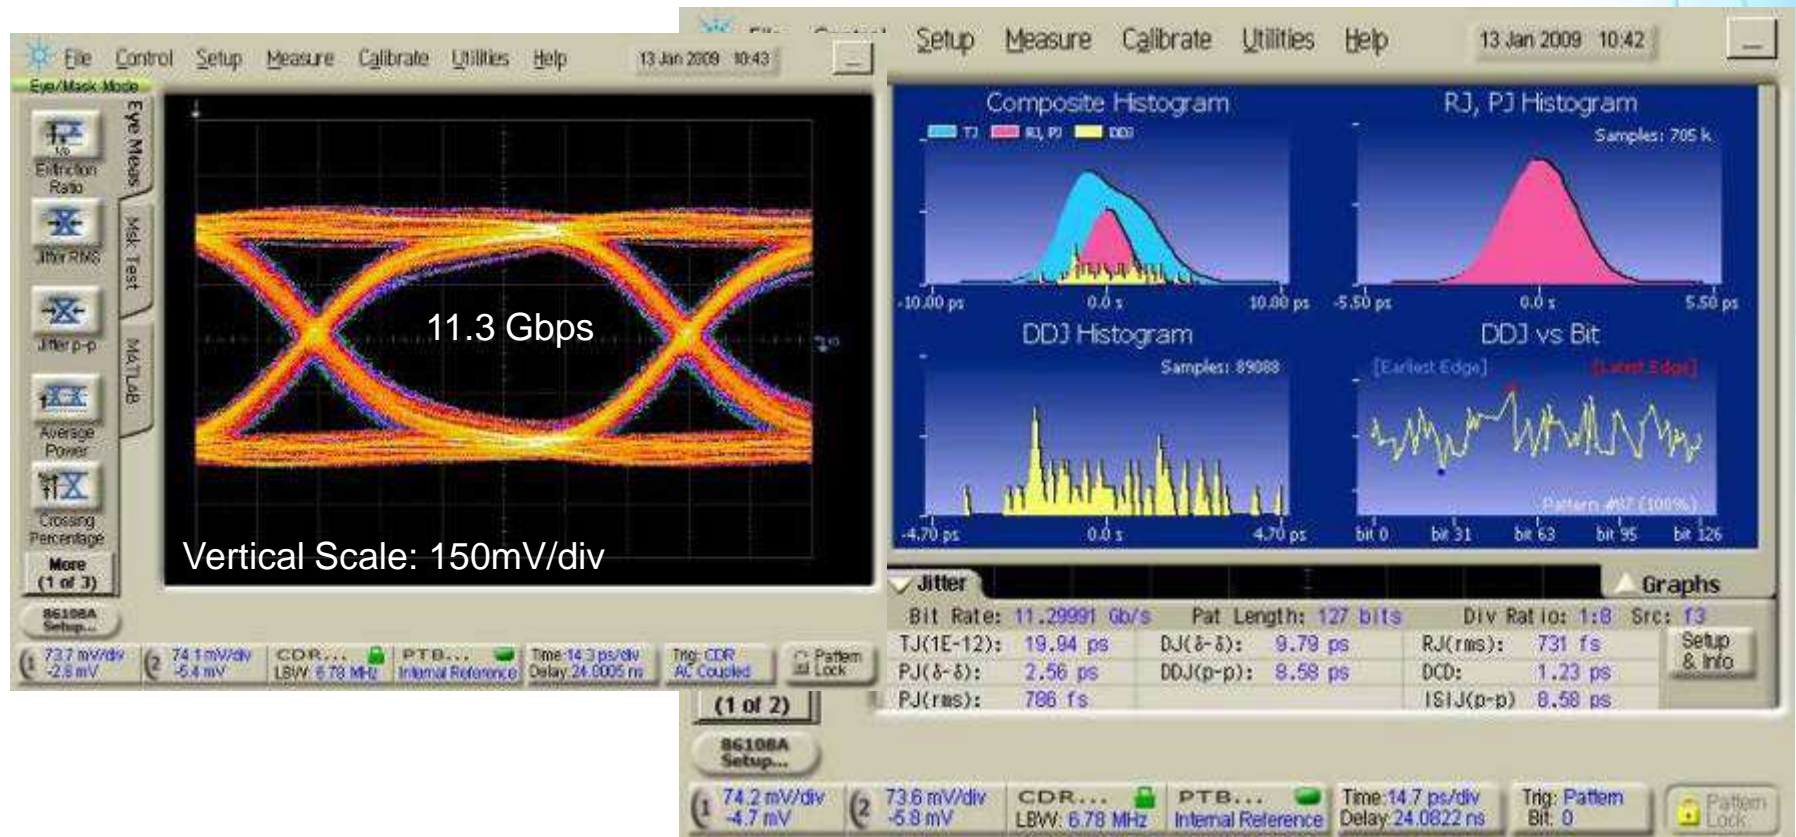 File Control Setup Measure Calibrate Utilities Help 13 Jan 2009 10:43
Eye/Mask Mode
Eye Meas
Msk Test
MATLAB
Extinction
Ratio
Jitter RMS
Jitter p-p
Average
Power
Crossing
Percentage
More
(1 of 3)
86108A
Setup...
11.3 Gbps
Vertical Scale: 150mV/div
1 73.7 mV/div
-2.8 mV
2 74.1 mV/div
-5.4 mV
CDR...
LBW: 6.78 MHz
PTB...
Internal Reference
Time:14.3 ps/div
Delay:24.0005 ns
Trig: CDR
AC Coupled
Pattern
Lock
Setup Measure Calibrate Utilities Help 13 Jan 2009 10:42
Composite Histogram
TJ RJ, PJ DDJ
-10.00 ps 0.0 s 10.00 ps
RJ, PJ Histogram
Samples: 705 k
-5.50 ps 0.0 s 5.50 ps
DDJ Histogram
Samples: 89088
-4.70 ps 0.0 s 4.70 ps
DDJ vs Bit
[Earliest Edge] [Latest Edge]
Pattern #87 (100%)
bit 0 bit 31 bit 63 bit 95 bit 126
Jitter
Graphs
Bit Rate: 11.29991 Gb/s Pat Length: 127 bits Div Ratio: 1:8 Src: f3
TJ(1E-12): 19.94 ps DJ(δ-δ): 9.79 ps RJ(rms): 731 fs
PJ(δ-δ): 2.56 ps DDJ(p-p): 8.58 ps DCD: 1.23 ps
PJ(rms): 786 fs ISIJ(p-p) 8.58 ps
Setup
& Info
(1 of 2)
86108A
Setup...
1 74.2 mV/div
-4.7 mV
2 73.6 mV/div
-5.8 mV
CDR...
LBW: 6.78 MHz
PTB...
Internal Reference
Time:14.7 ps/div
Delay:24.0822 ns
Trig: Pattern
Bit: 0
Pattern
Lock